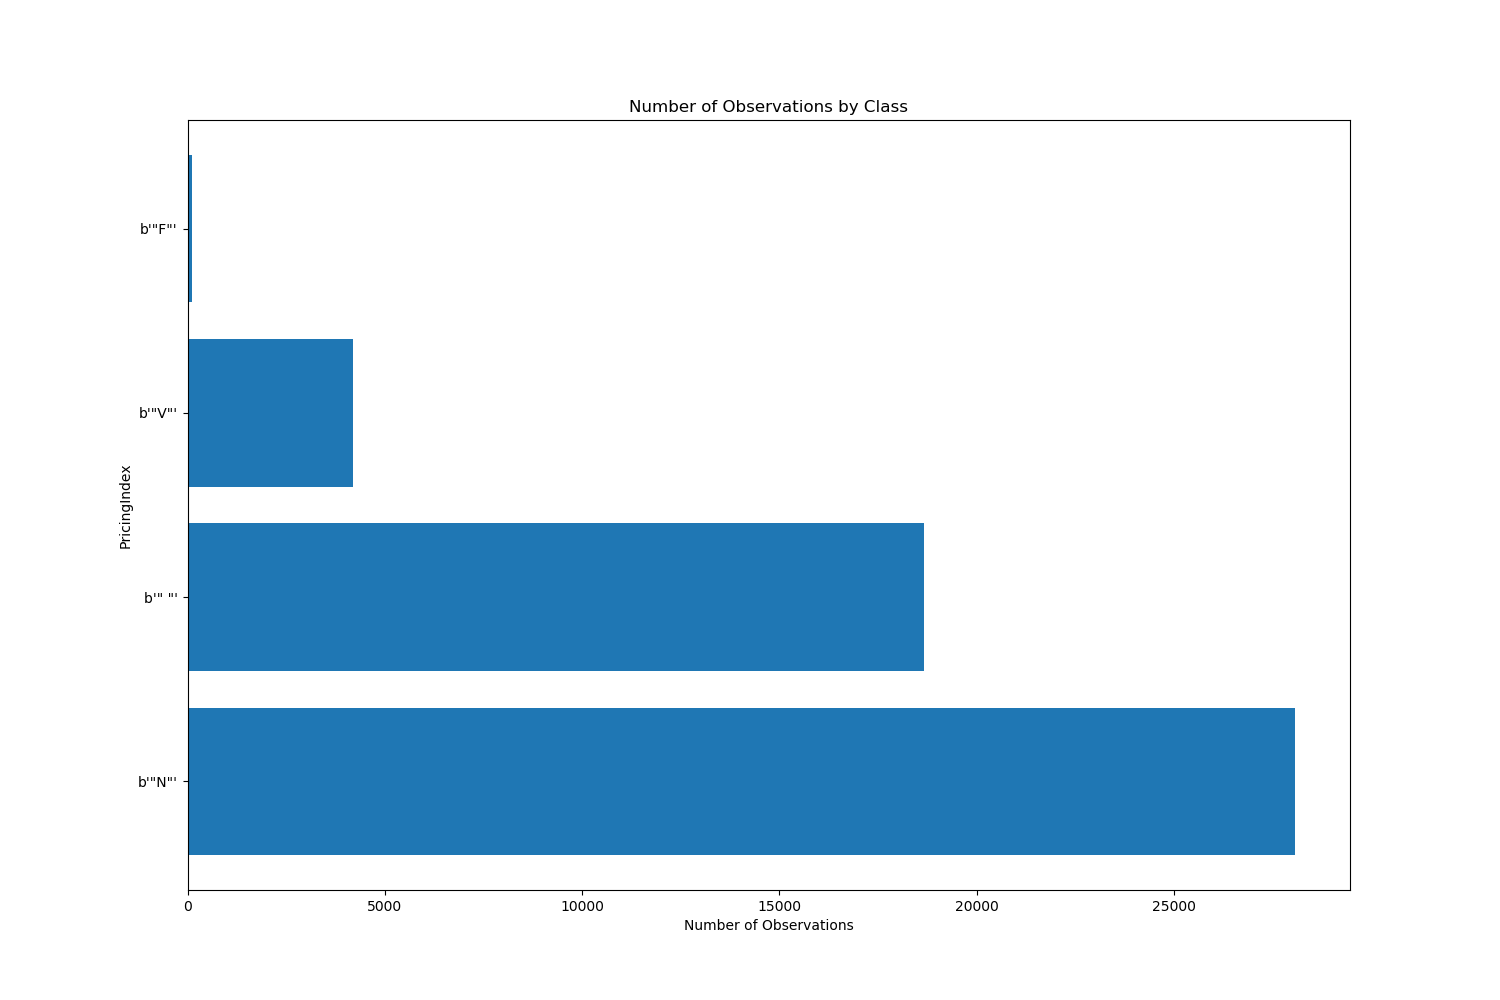 Number of Observations by Class
b'"F"'
b'"V"'
b'" "'
b'"N"'
PricingIndex
0 5000 10000 15000 20000 25000
Number of Observations